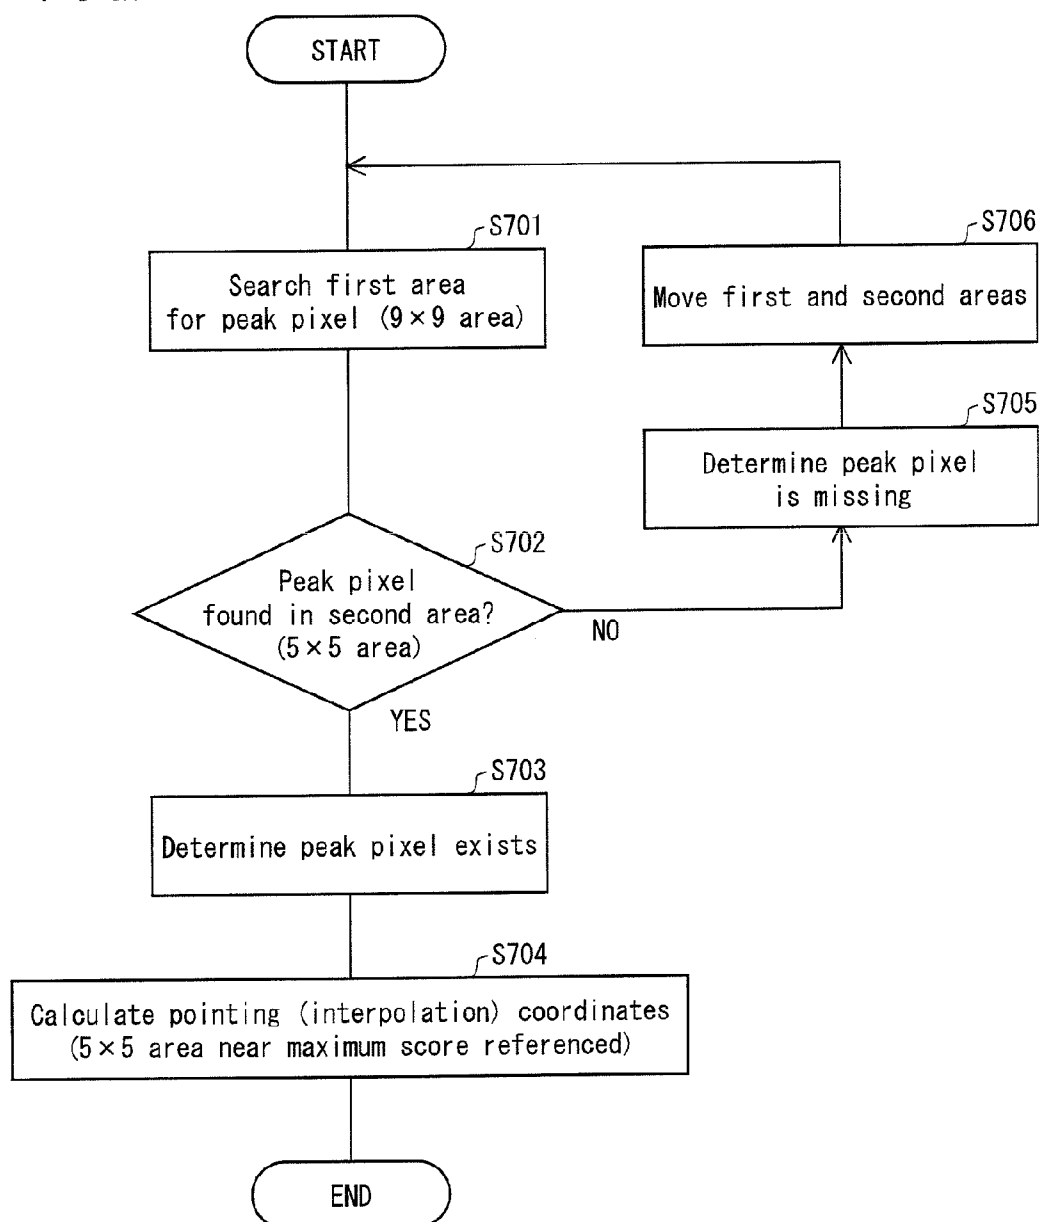 START
S701
Search first area
for peak pixel (9×9 area)
S706
Move first and second areas
S705
Determine peak pixel
is missing
S702
Peak pixel
found in second area?
(5×5 area)
NO
YES
S703
Determine peak pixel exists
S704
Calculate pointing (interpolation) coordinates
(5×5 area near maximum score referenced)
END